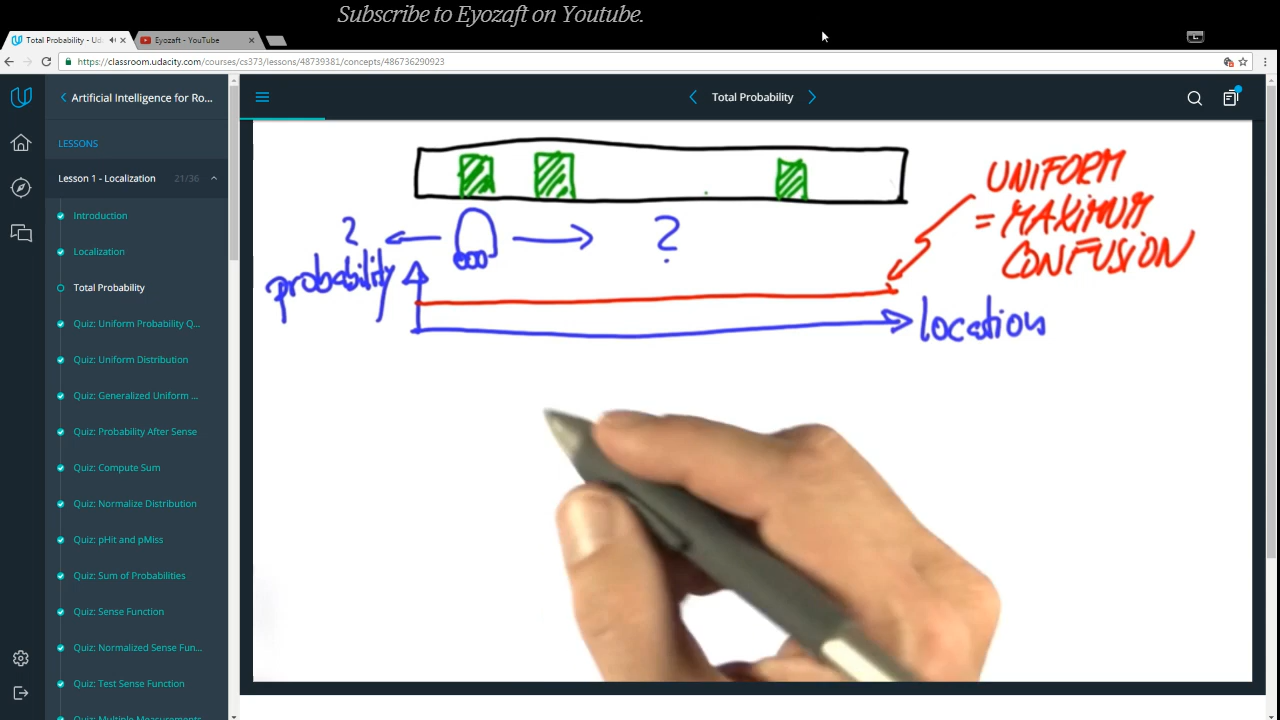 Subscribe to Eyozaft on Youtube.
Total Probability - Ud
Eyozaft - YouTube
https://classroom.udacity.com/courses/cs373/lessons/48739381/concepts/486736290923
Artificial Intelligence for Ro...
Total Probability
LESSONS
Lesson 1 - Localization 21/36
Introduction
Localization
Total Probability
Quiz: Uniform Probability Q...
Quiz: Uniform Distribution
Quiz: Generalized Uniform ...
Quiz: Probability After Sense
Quiz: Compute Sum
Quiz: Normalize Distribution
Quiz: pHit and pMiss
Quiz: Sum of Probabilities
Quiz: Sense Function
Quiz: Normalized Sense Fun...
Quiz: Test Sense Function
Quiz: Multiple Measurements
UNIFORM
= MAXIMUM
CONFUSION
? ?
probability
location